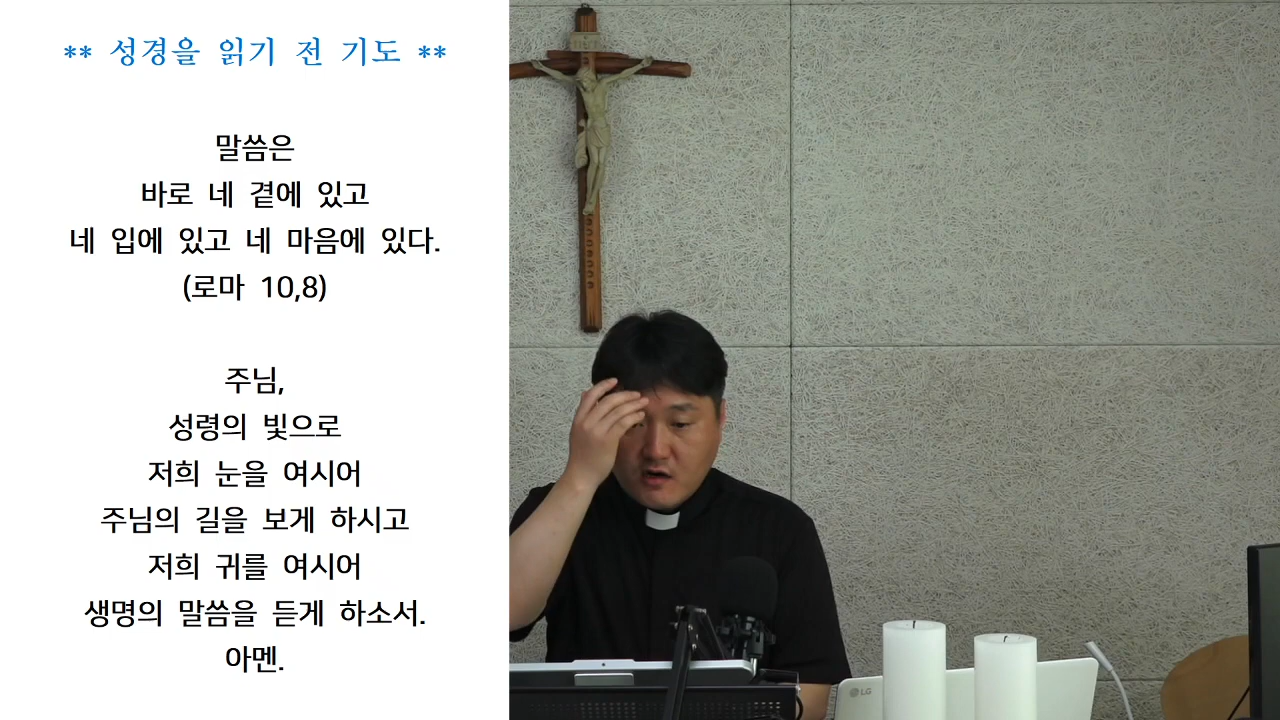 ** 성경을 읽기 전 기도 **
말씀은
바로 네 곁에 있고
네 입에 있고 네 마음에 있다.
(로마 10,8)
주님,
성령의 빛으로
저희 눈을 여시어
주님의 길을 보게 하시고
저희 귀를 여시어
생명의 말씀을 듣게 하소서.
아멘.
LG